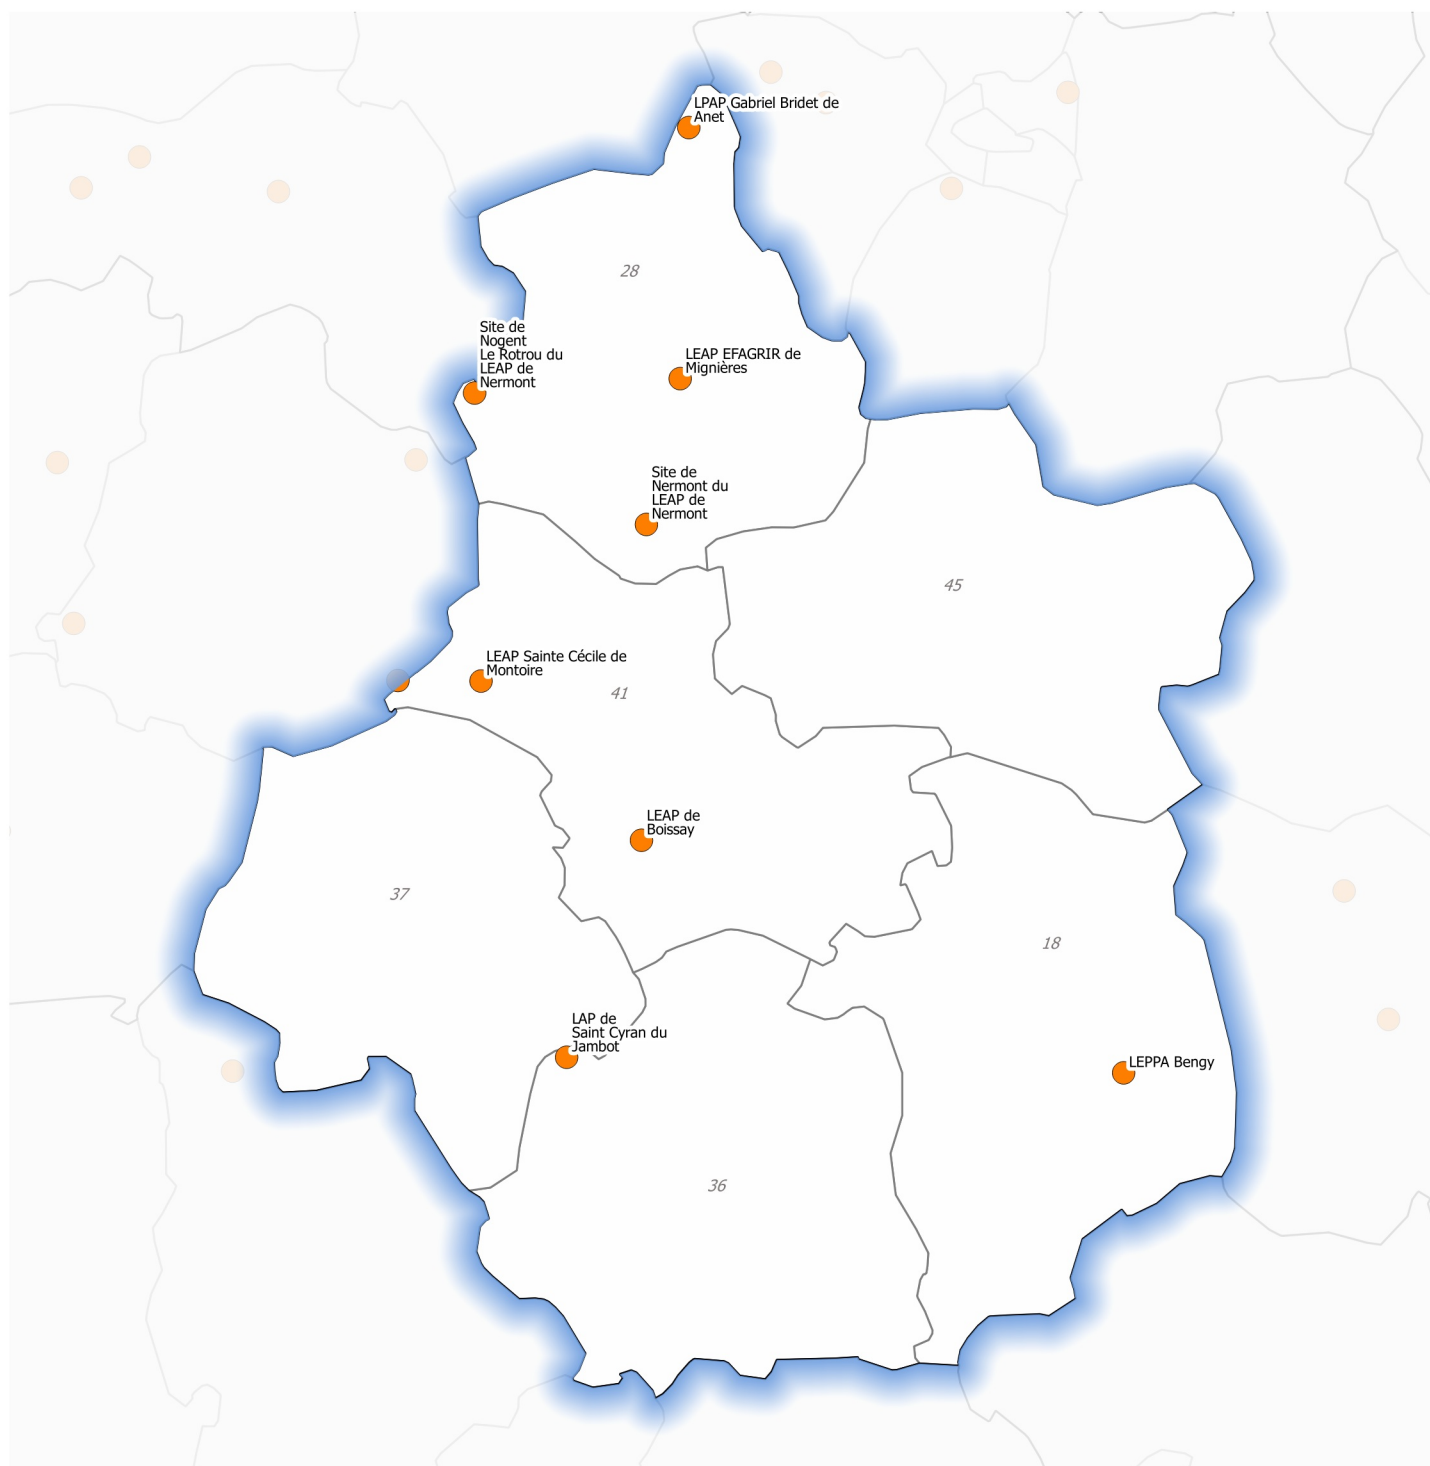 LPAP Gabriel Bridet de
Anet
28
Site de
Nogent
Le Rotrou du
LEAP de
Nermont
LEAP EFAGRIR de
Mignières
Site de
Nermont du
LEAP de
Nermont
45
LEAP Sainte Cécile de
Montoire
41
LEAP de
Boissay
37
18
LAP de
Saint Cyran du
Jambot
LEPPA Bengy
36